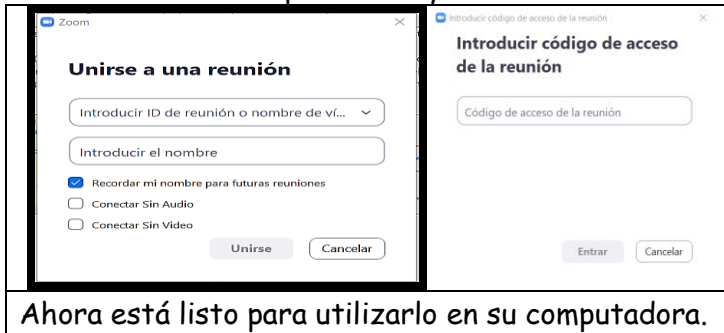 Zoom
Unirse a una reunión
Introducir ID de reunión o nombre de ví...
Introducir el nombre
Recordar mi nombre para futuras reuniones
Conectar Sin Audio
Conectar Sin Video
Unirse
Cancelar
Introducir código de acceso de la reunión
Introducir código de acceso
de la reunión
Código de acceso de la reunión
Entrar
Cancelar
Ahora está listo para utilizarlo en su computadora.